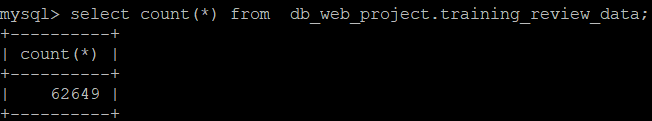 mysql> select count(*) from  db_web_project.training_review_data;
+----------+
| count(*) |
+----------+
|    62649 |
+----------+